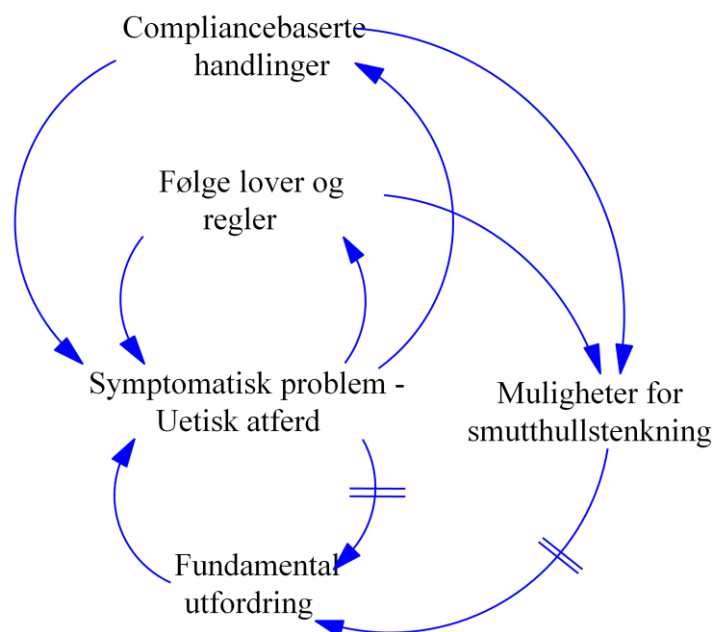 Compliancebaserte
handlinger
Følge lover og
regler
Symptomatisk problem -
Uetisk atferd
Muligheter for
smutthullstenkning
Fundamental
utfordring